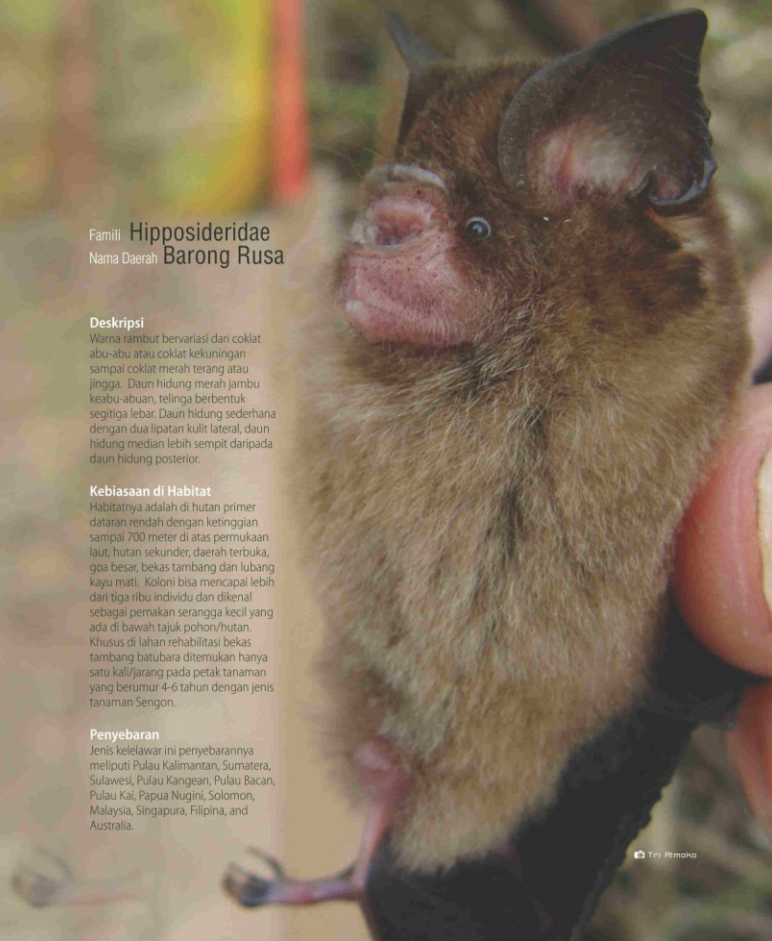 Famili Hipposideridae
Nama Daerah Barong Rusa
Deskripsi
Warna rambut bervariasi dari coklat
abu-abu atau coklat kekuningan
sampai coklat merah terang atau
jingga. Daun hidung merah jambu
keabu-abuan, telinga berbentuk
segitiga lebar. Daun hidung sederhana
dengan dua lipatan kulit lateral, daun
hidung median lebih sempit daripada
daun hidung posterior.
Kebiasaan di Habitat
Habitatnya adalah di hutan primer
dataran rendah dengan ketinggian
sampai 700 meter di atas permukaan
laut, hutan sekunder, daerah terbuka,
goa besar, bekas tambang dan lubang
kayu mati. Koloni bisa mencapai lebih
dari tiga ribu individu dan dikenal
sebagai pemakan serangga kecil yang
ada di bawah tajuk pohon/hutan.
Khusus di lahan rehabilitasi bekas
tambang batubara ditemukan hanya
satu kali/jarang pada petak tanaman
yang berumur 4-6 tahun dengan jenis
tanaman Sengon.
Penyebaran
Jenis kelelawar ini penyebarannya
meliputi Pulau Kalimantan, Sumatera,
Sulawesi, Pulau Kangean, Pulau Bacan,
Pulau Kai, Papua Nugini, Solomon,
Malaysia, Singapura, Filipina, and
Australia.
Tri Atmoko